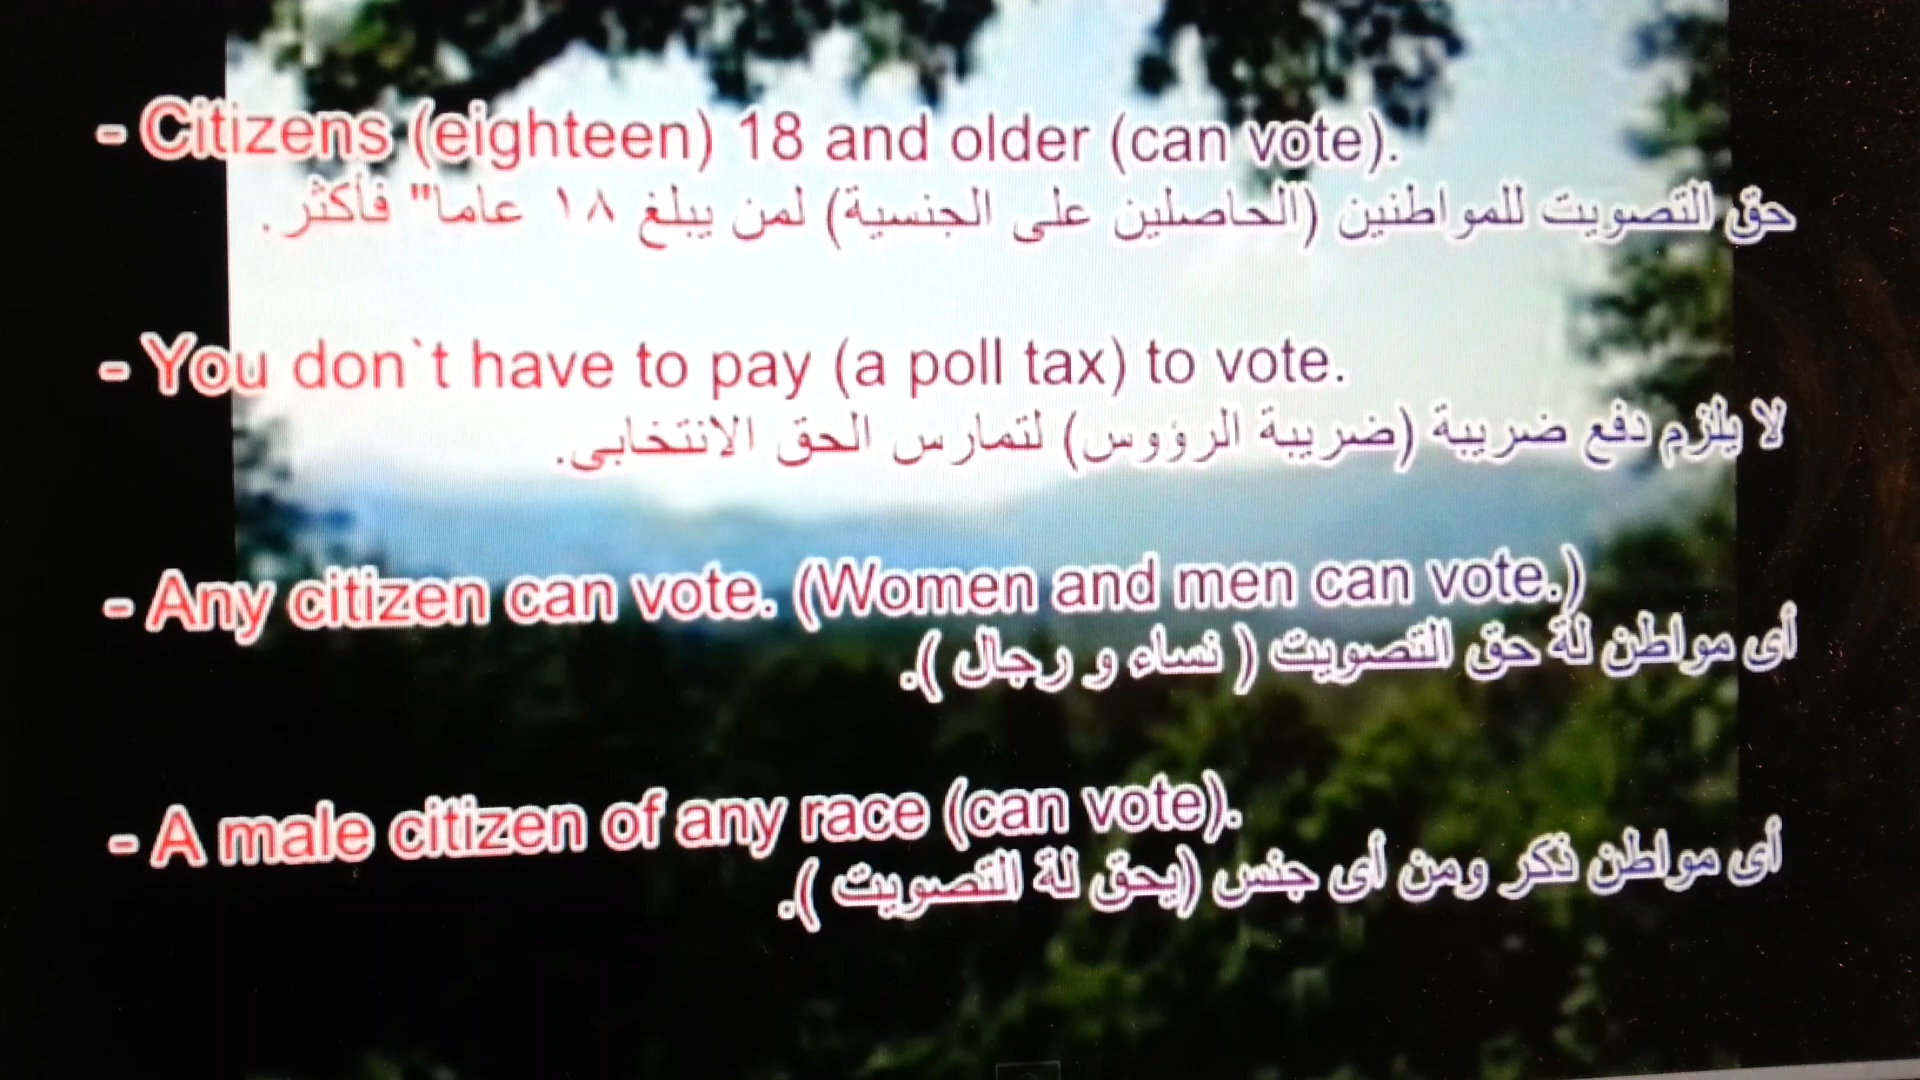 - Citizens (eighteen) 18 and older (can vote).
حق التصويت للمواطنين (الحاصلين على الجنسية) لمن يبلغ ١٨ عاما" فأكثر.
- You don`t have to pay (a poll tax) to vote.
لا يلزم دفع ضريبة (ضريبة الرؤوس) لتمارس الحق الانتخابى.
- Any citizen can vote. (Women and men can vote.)
أى مواطن لة حق التصويت ( نساء و رجال ).
- A male citizen of any race (can vote).
أى مواطن ذكر ومن أى جنس (يحق لة التصويت ).